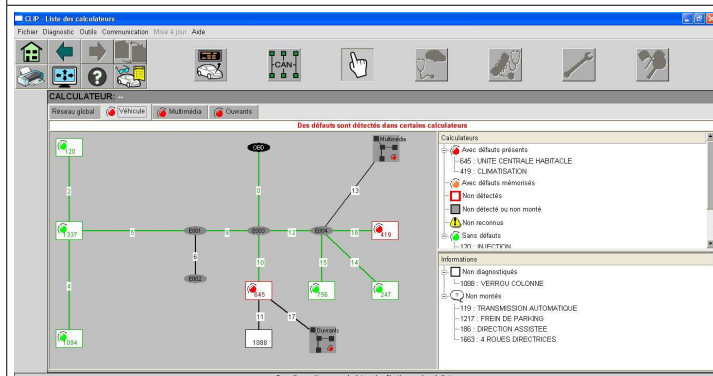 CLIP - Liste des calculateurs
Fichier Diagnostic Outils Communication Mise à jour Aide
-CAN-
CALCULATEUR: --
Réseau global Véhicule Multimédia Ouvrants
Des défauts sont détectés dans certains calculateurs
120
OBD
Multimédia
2
0
13
1337
5
E001
9
E003
12
E004
16
419
6
10
15
14
4
E002
645
756
247
11
17
1094
1088
Ouvrants
Calculateurs
Avec défauts présents
645 : UNITE CENTRALE HABITACLE
419 : CLIMATISATION
Avec défauts mémorisés
Non détectés
Non détecté ou non monté
Non reconnus
Sans défauts
120 : INJECTION
Informations
Non diagnostiqués
1088 : VERROU COLONNE
Non montés
119 : TRANSMISSION AUTOMATIQUE
1217 : FREIN DE PARKING
186 : DIRECTION ASSISTEE
1663 : 4 ROUES DIRECTRICES